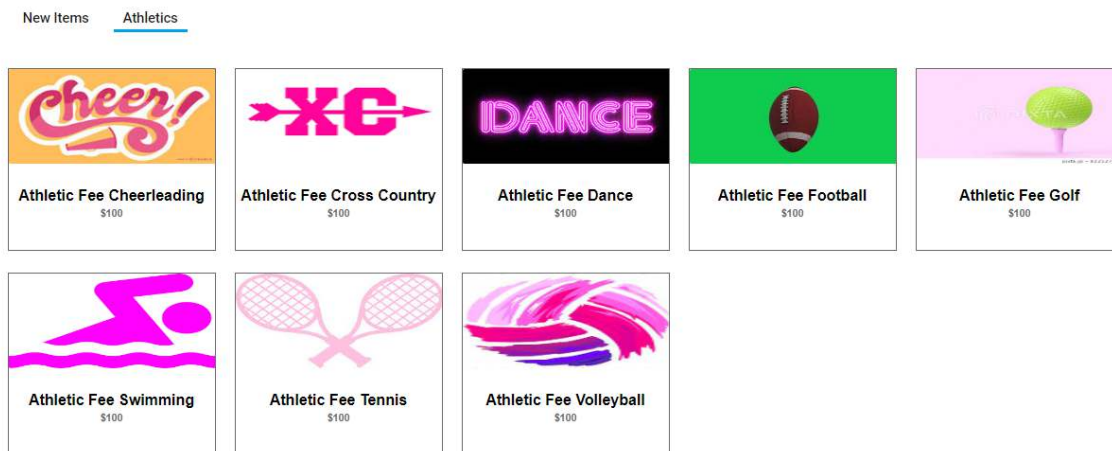 New Items Athletics
Cheer!
XC
DANCE
Athletic Fee Cheerleading
$100
Athletic Fee Cross Country
$100
Athletic Fee Dance
$100
Athletic Fee Football
$100
Athletic Fee Golf
$100
Athletic Fee Swimming
$100
Athletic Fee Tennis
$100
Athletic Fee Volleyball
$100